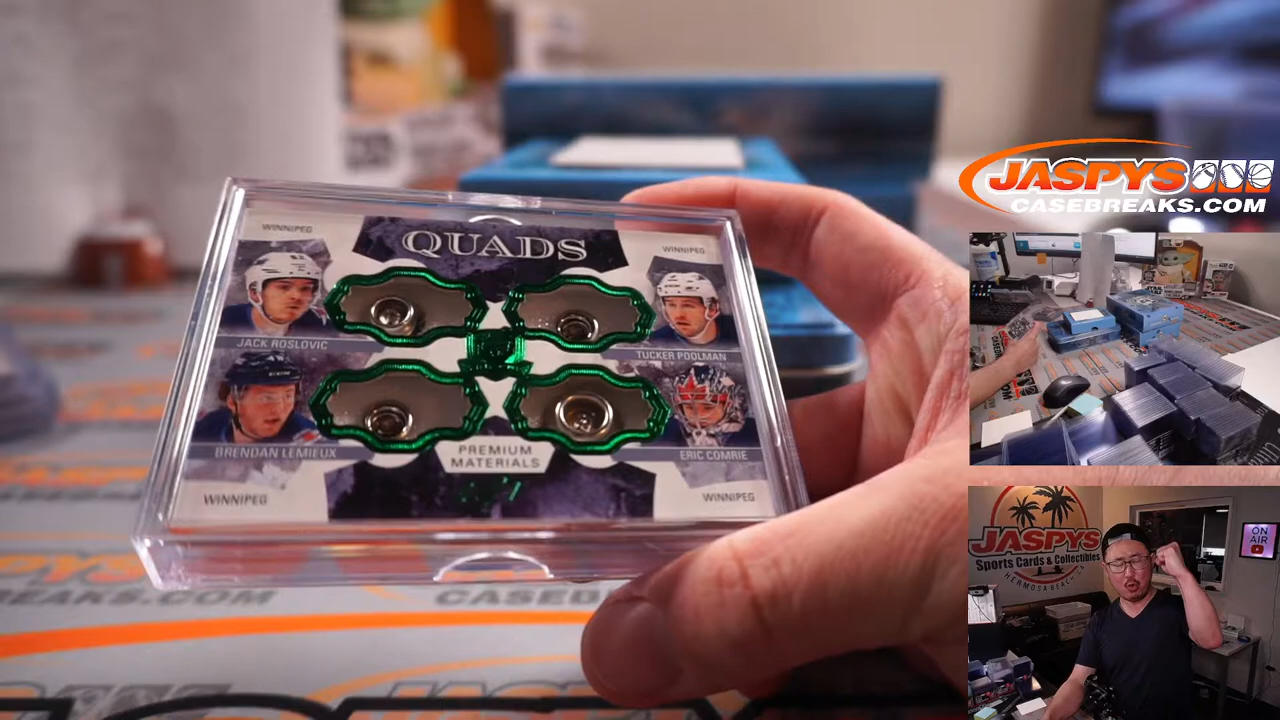 WINNIPEG
QUADS
WINNIPEG
JACK ROSLOVIC
TUCKER POOLMAN
BRENDAN LEMIEUX
ERIC COMRIE
PREMIUM
MATERIALS
WINNIPEG
WINNIPEG
JASPYS
CASEBREAKS.COM
JASPYS
Sports Cards & Collectibles
HERMOSA BEACH
ON
AIR